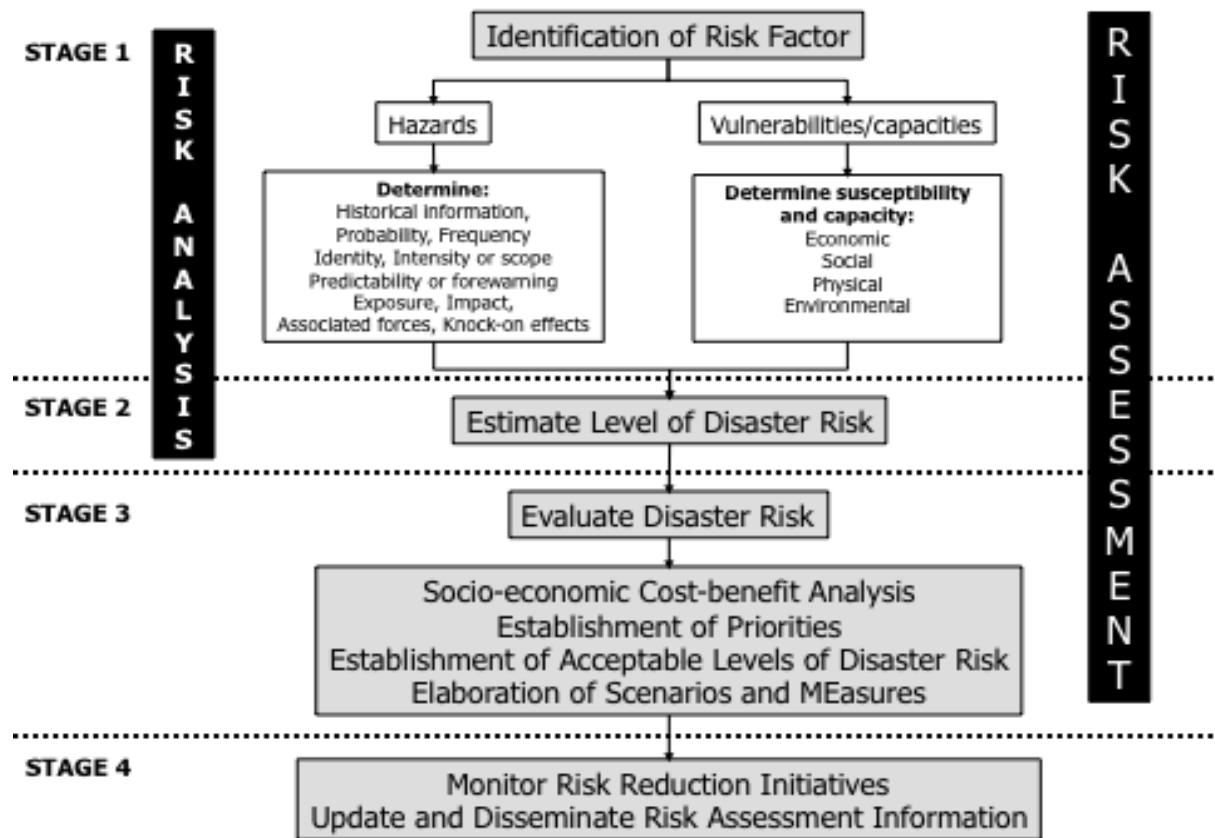 STAGE 1
RISK ANALYSIS
RISK ASSESSMENT
Identification of Risk Factor
Hazards
Vulnerabilities/capacities
Determine:
Historical information,
Probability, Frequency
Identity, Intensity or scope
Predictability or forewarning
Exposure, Impact,
Associated forces, Knock-on effects
Determine susceptibility
and capacity:
Economic
Social
Physical
Environmental
STAGE 2
Estimate Level of Disaster Risk
STAGE 3
Evaluate Disaster Risk
Socio-economic Cost-benefit Analysis
Establishment of Priorities
Establishment of Acceptable Levels of Disaster Risk
Elaboration of Scenarios and MEasures
STAGE 4
Monitor Risk Reduction Initiatives
Update and Disseminate Risk Assessment Information